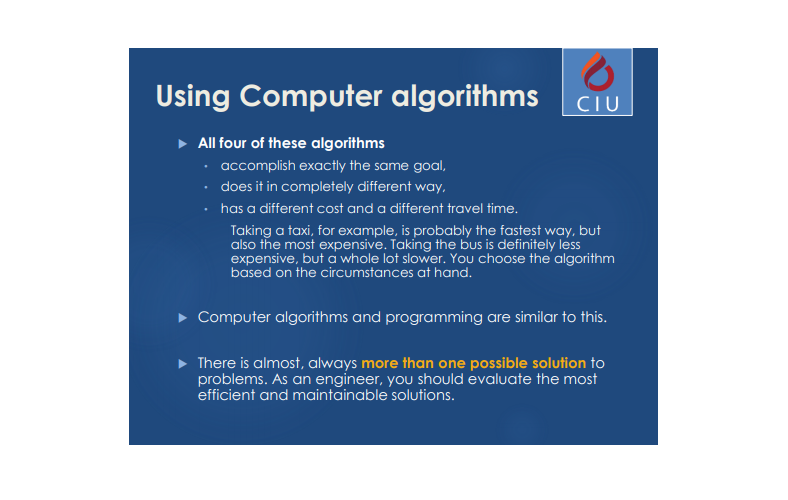 Using Computer algorithms
CIU
All four of these algorithms
accomplish exactly the same goal,
does it in completely different way,
has a different cost and a different travel time.
Taking a taxi, for example, is probably the fastest way, but
also the most expensive. Taking the bus is definitely less
expensive, but a whole lot slower. You choose the algorithm
based on the circumstances at hand.
Computer algorithms and programming are similar to this.
There is almost, always more than one possible solution to
problems. As an engineer, you should evaluate the most
efficient and maintainable solutions.